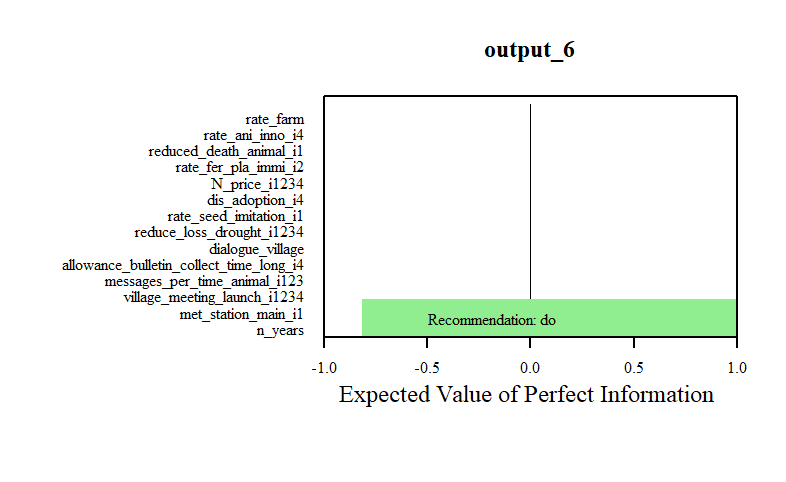 output_6
rate_farm
rate_ani_inno_i4
reduced_death_animal_i1
rate_fer_pla_immi_i2
N_price_i1234
dis_adoption_i4
rate_seed_imitation_i1
reduce_loss_drought_i1234
dialogue_village
allowance_bulletin_collect_time_long_i4
messages_per_time_animal_i123
village_meeting_launch_i1234
met_station_main_i1
n_years
Recommendation: do
-1.0 -0.5 0.0 0.5 1.0
Expected Value of Perfect Information